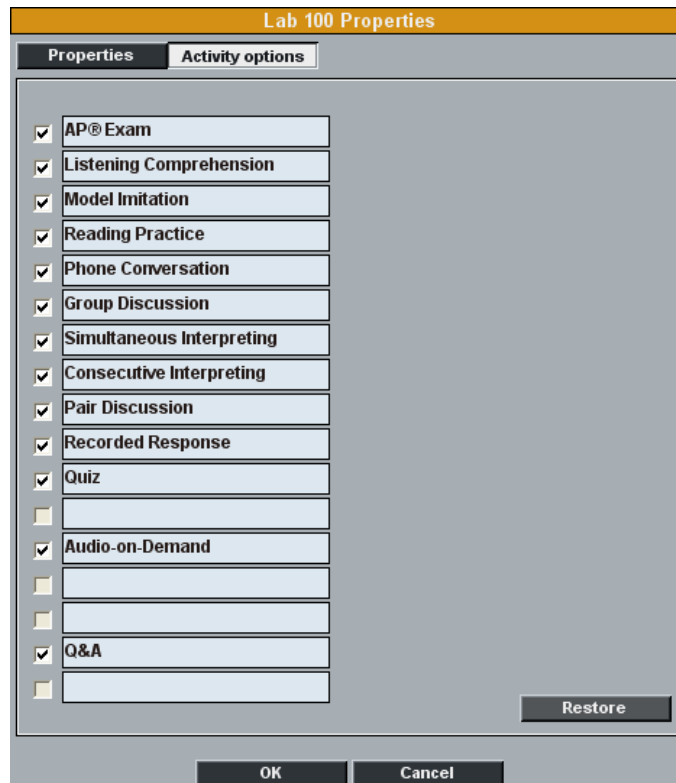 Lab 100 Properties
Properties
Activity options
AP® Exam
Listening Comprehension
Model Imitation
Reading Practice
Phone Conversation
Group Discussion
Simultaneous Interpreting
Consecutive Interpreting
Pair Discussion
Recorded Response
Quiz
Audio-on-Demand
Q&A
Restore
OK
Cancel